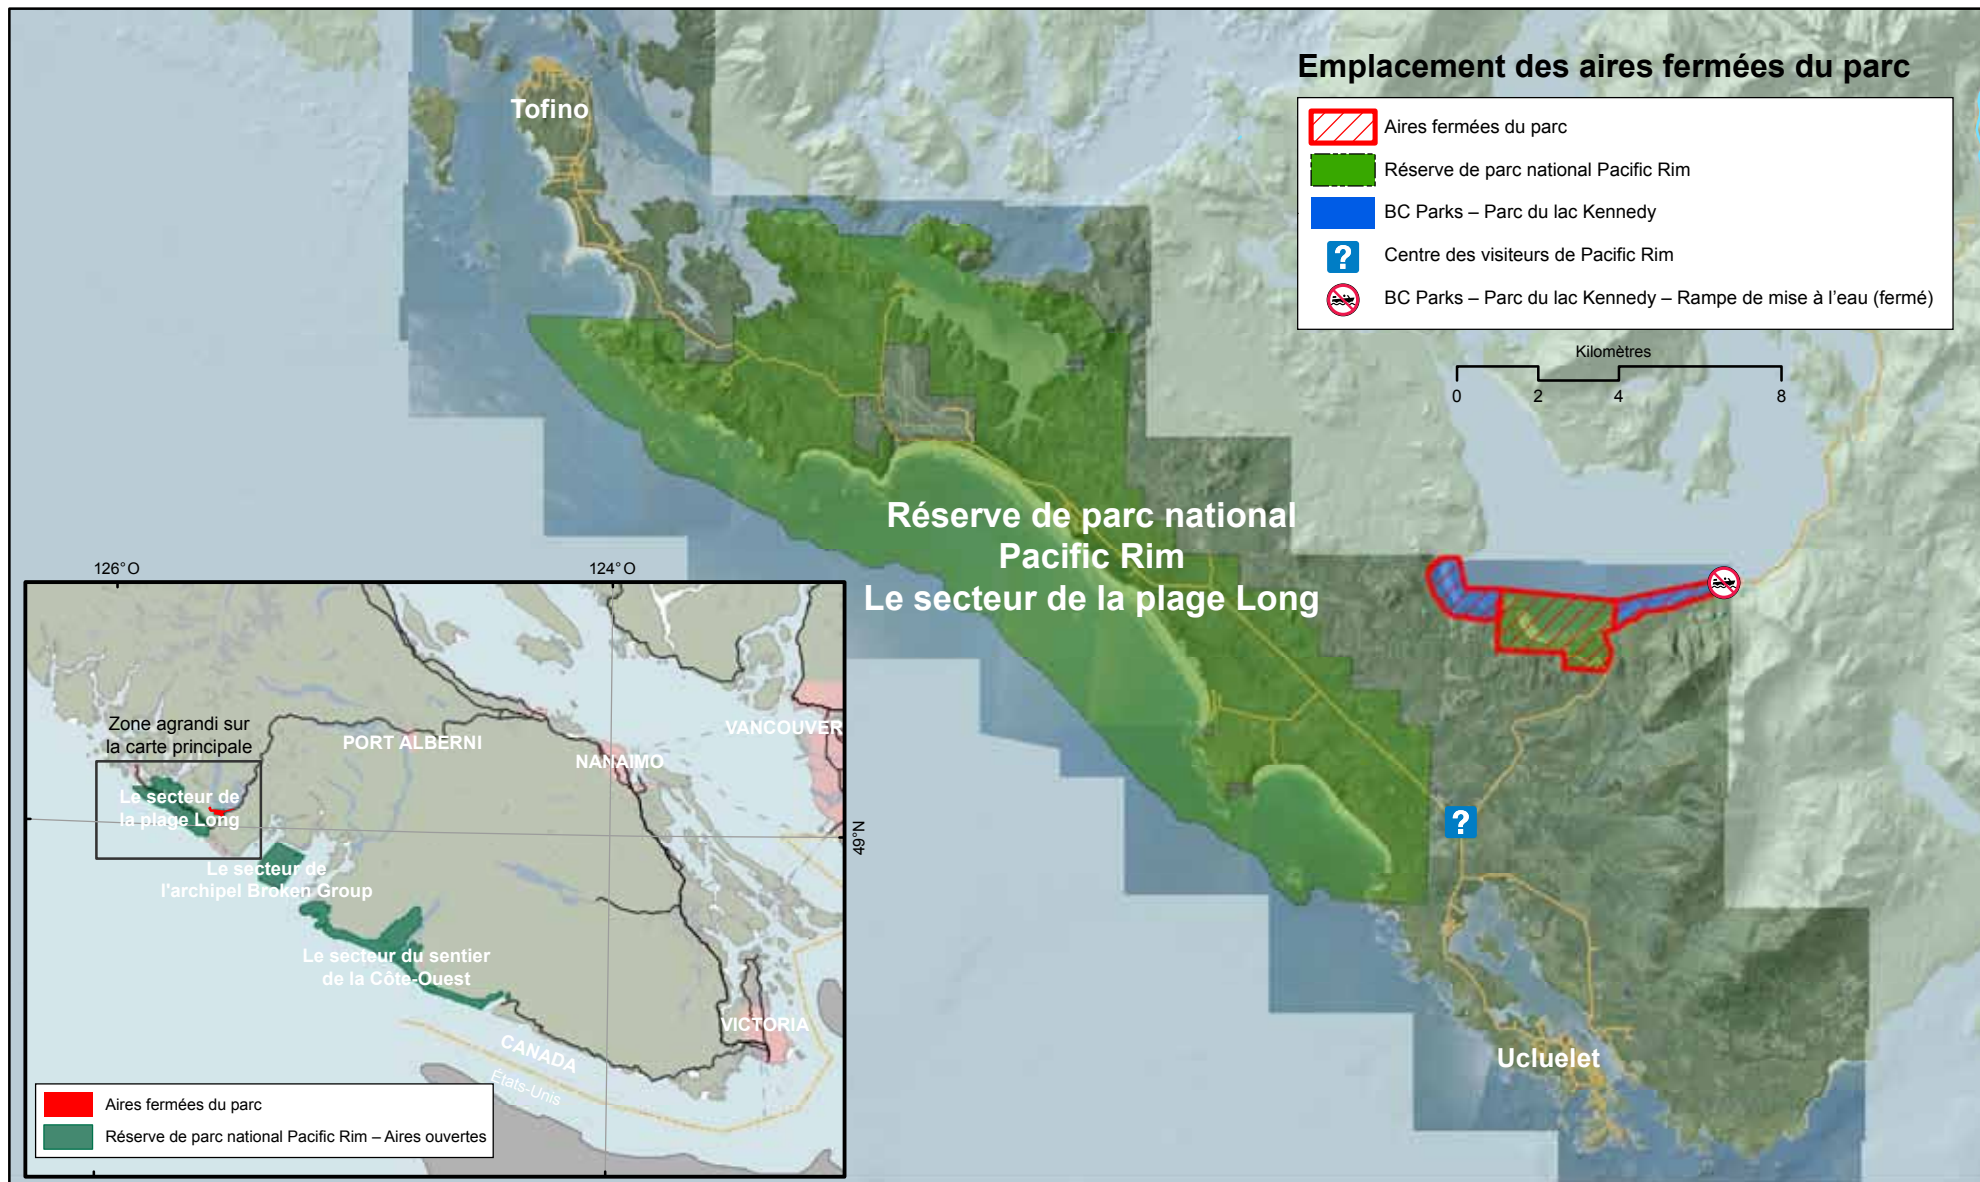 Emplacement des aires fermées du parc
Aires fermées du parc
Réserve de parc national Pacific Rim
BC Parks – Parc du lac Kennedy
? Centre des visiteurs de Pacific Rim
BC Parks – Parc du lac Kennedy – Rampe de mise à l'eau (fermé)
Kilomètres
0 2 4 8
Tofino
Réserve de parc national
Pacific Rim
Le secteur de la plage Long
?
Ucluelet
126° O
124° O
49°N
Zone agrandi sur
la carte principale
PORT ALBERNI
VANCOUVER
NANAIMO
Le secteur de
la plage Long
Le secteur de
l'archipel Broken Group
Le secteur du sentier
de la Côte-Ouest
VICTORIA
CANADA
États-Unis
Aires fermées du parc
Réserve de parc national Pacific Rim – Aires ouvertes